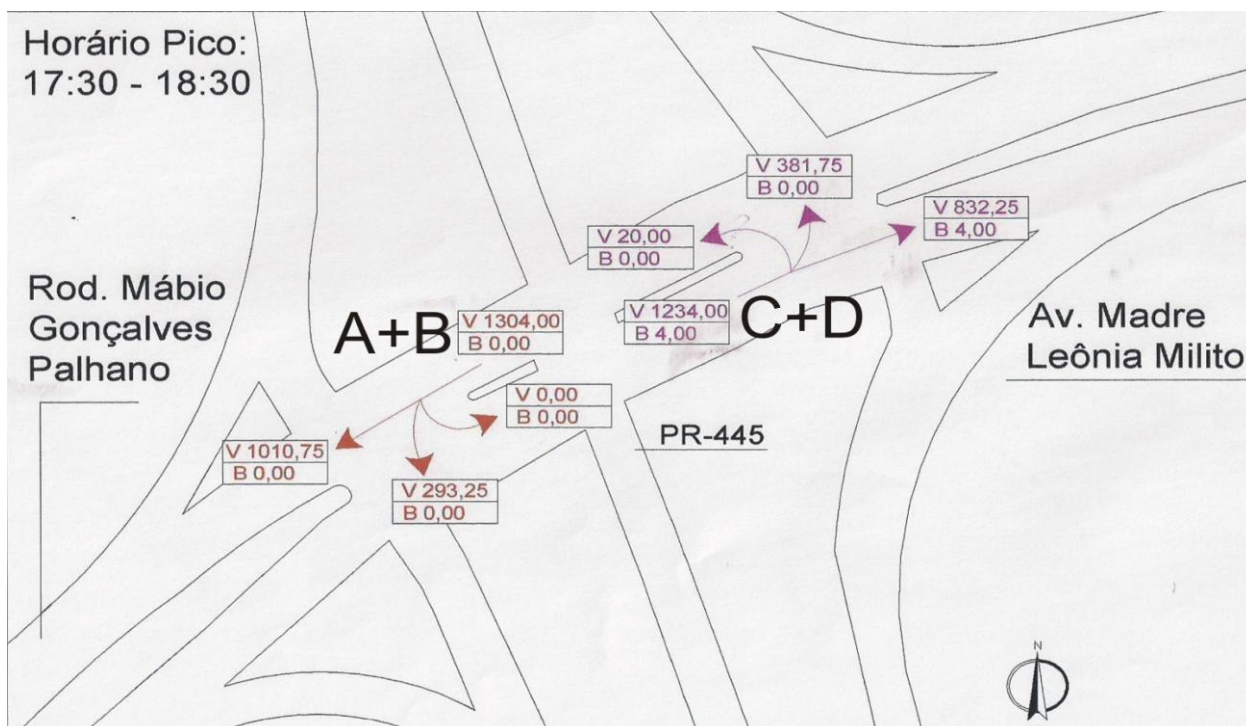 Horário Pico:
17:30 - 18:30
V 381,75
B 0,00
V 832,25
B 4,00
V 20,00
B 0,00
Rod. Mábio
Gonçalves
Palhano
A+B
V 1304,00
B 0,00
V 1234,00
B 4,00
C+D
Av. Madre
Leônia Milito
V 0,00
B 0,00
PR-445
V 1010,75
B 0,00
V 293,25
B 0,00
N